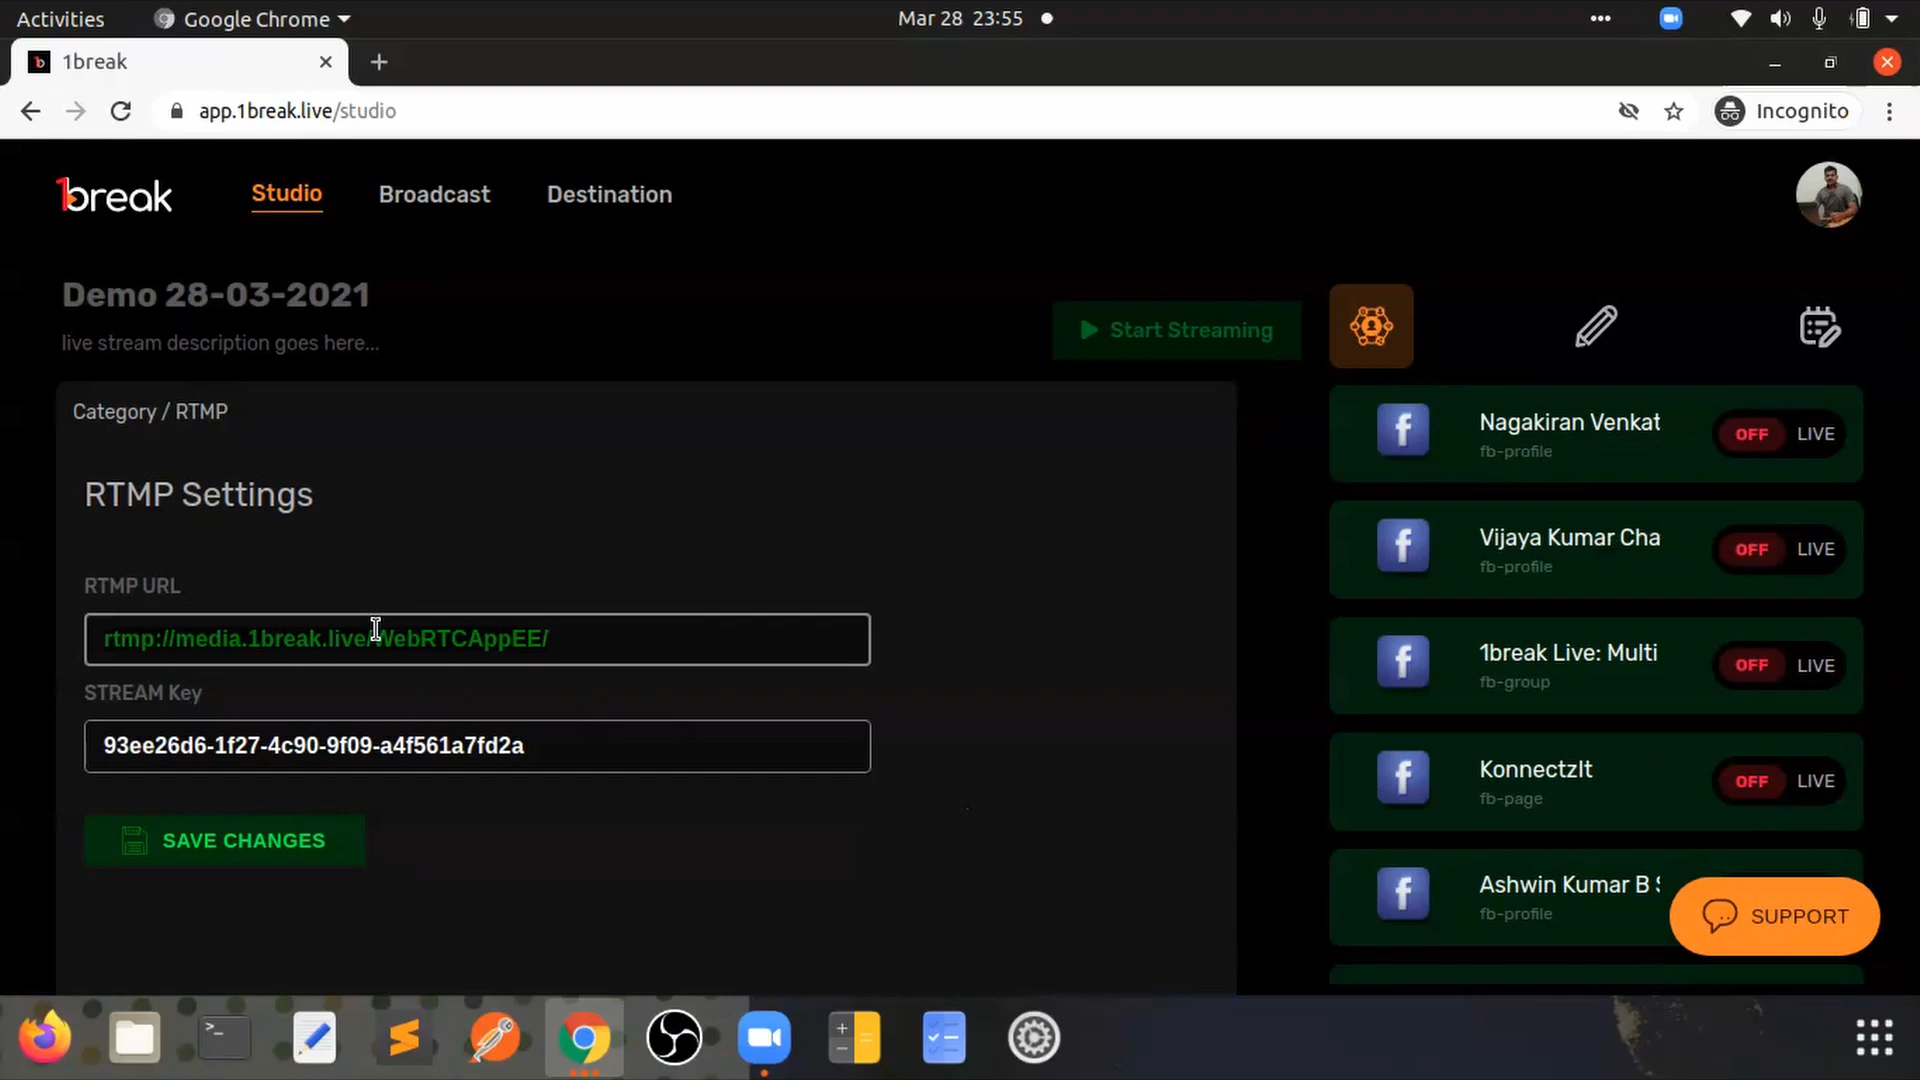 Activities
Google Chrome
Mar 28 23:55
1break
app.1break.live/studio
Incognito
1break
Studio
Broadcast
Destination
Demo 28-03-2021
live stream description goes here...
Start Streaming
Category / RTMP
RTMP Settings
RTMP URL
rtmp://media.1break.live/WebRTCAppEE/
STREAM Key
93ee26d6-1f27-4c90-9f09-a4f561a7fd2a
SAVE CHANGES
Nagakiran Venkat
fb-profile
OFF LIVE
Vijaya Kumar Cha
fb-profile
OFF LIVE
1break Live: Multi
fb-group
OFF LIVE
KonnectzIt
fb-page
OFF LIVE
Ashwin Kumar B
fb-profile
SUPPORT